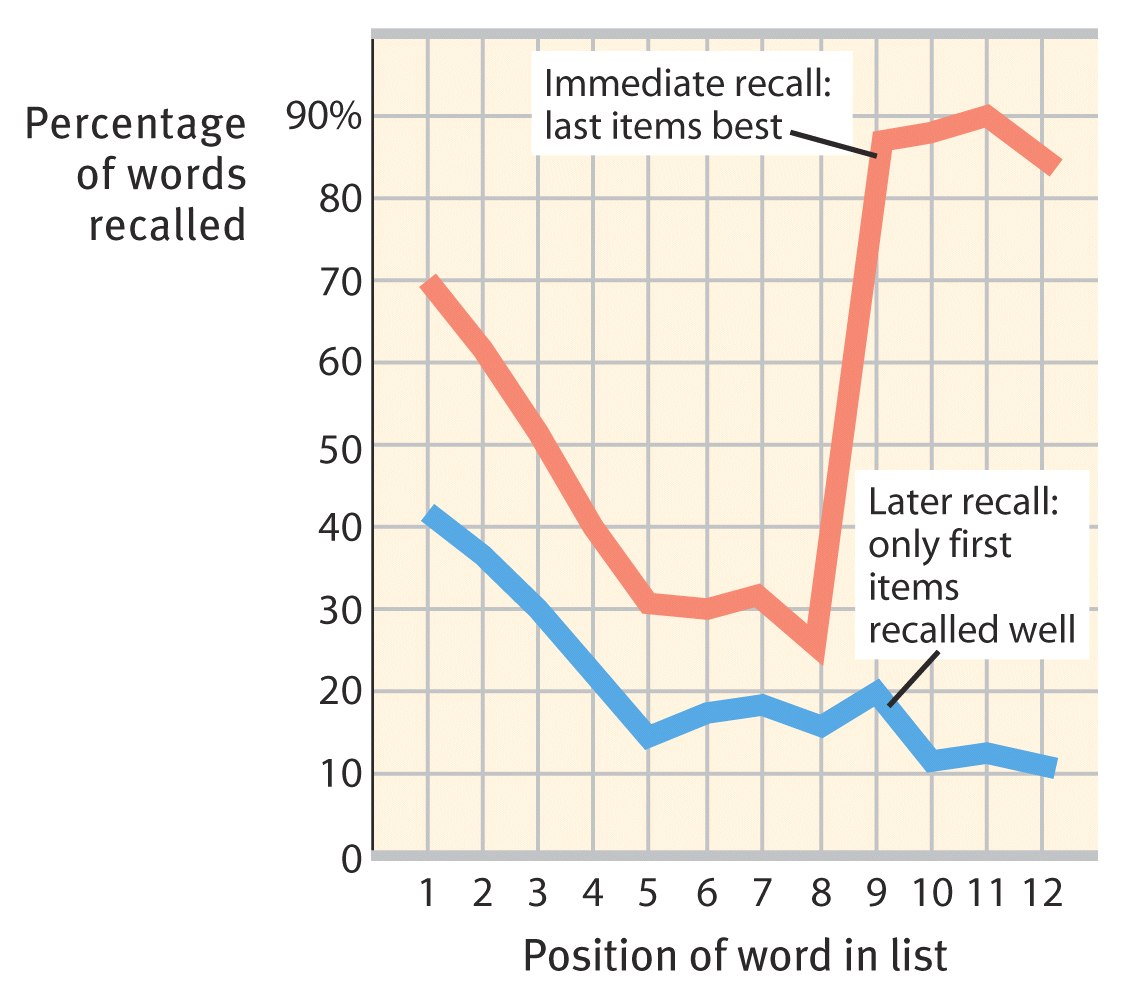 Percentage
of words
recalled
90%
80
70
60
50
40
30
20
10
0
Immediate recall:
last items best
Later recall:
only first
items
recalled well
1 2 3 4 5 6 7 8 9 10 11 12
Position of word in list